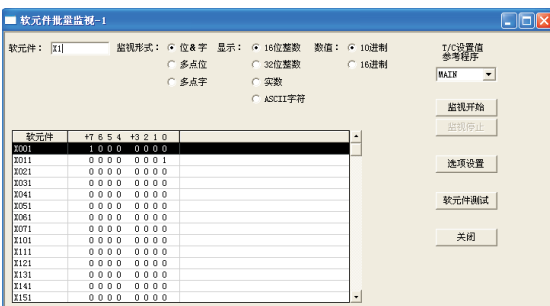 软元件批量监视-1
软元件: X1 监视形式: 位&字 显示: 16位整数 数值: 10进制 T/C设置值
参考程序
多点位 32位整数 16进制
多点字 实数 MAIN
ASCII字符
监视开始
监视停止
软元件 +7 6 5 4 +3 2 1 0
X001 1 0 0 0 0 0 0 0
X011 0 0 0 0 0 0 0 1
选项设置
X021 0 0 0 0 0 0 0 0
X031 0 0 0 0 0 0 0 0
X041 0 0 0 0 0 0 0 0
X051 0 0 0 0 0 0 0 0
软元件测试
X061 0 0 0 0 0 0 0 0
X071 0 0 0 0 0 0 0 0
X101 0 0 0 0 0 0 0 0
关闭
X111 0 0 0 0 0 0 0 0
X121 0 0 0 0 0 0 0 0
X131 0 0 0 0 0 0 0 0
X141 0 0 0 0 0 0 0 0
X151 0 0 0 0 0 0 0 0